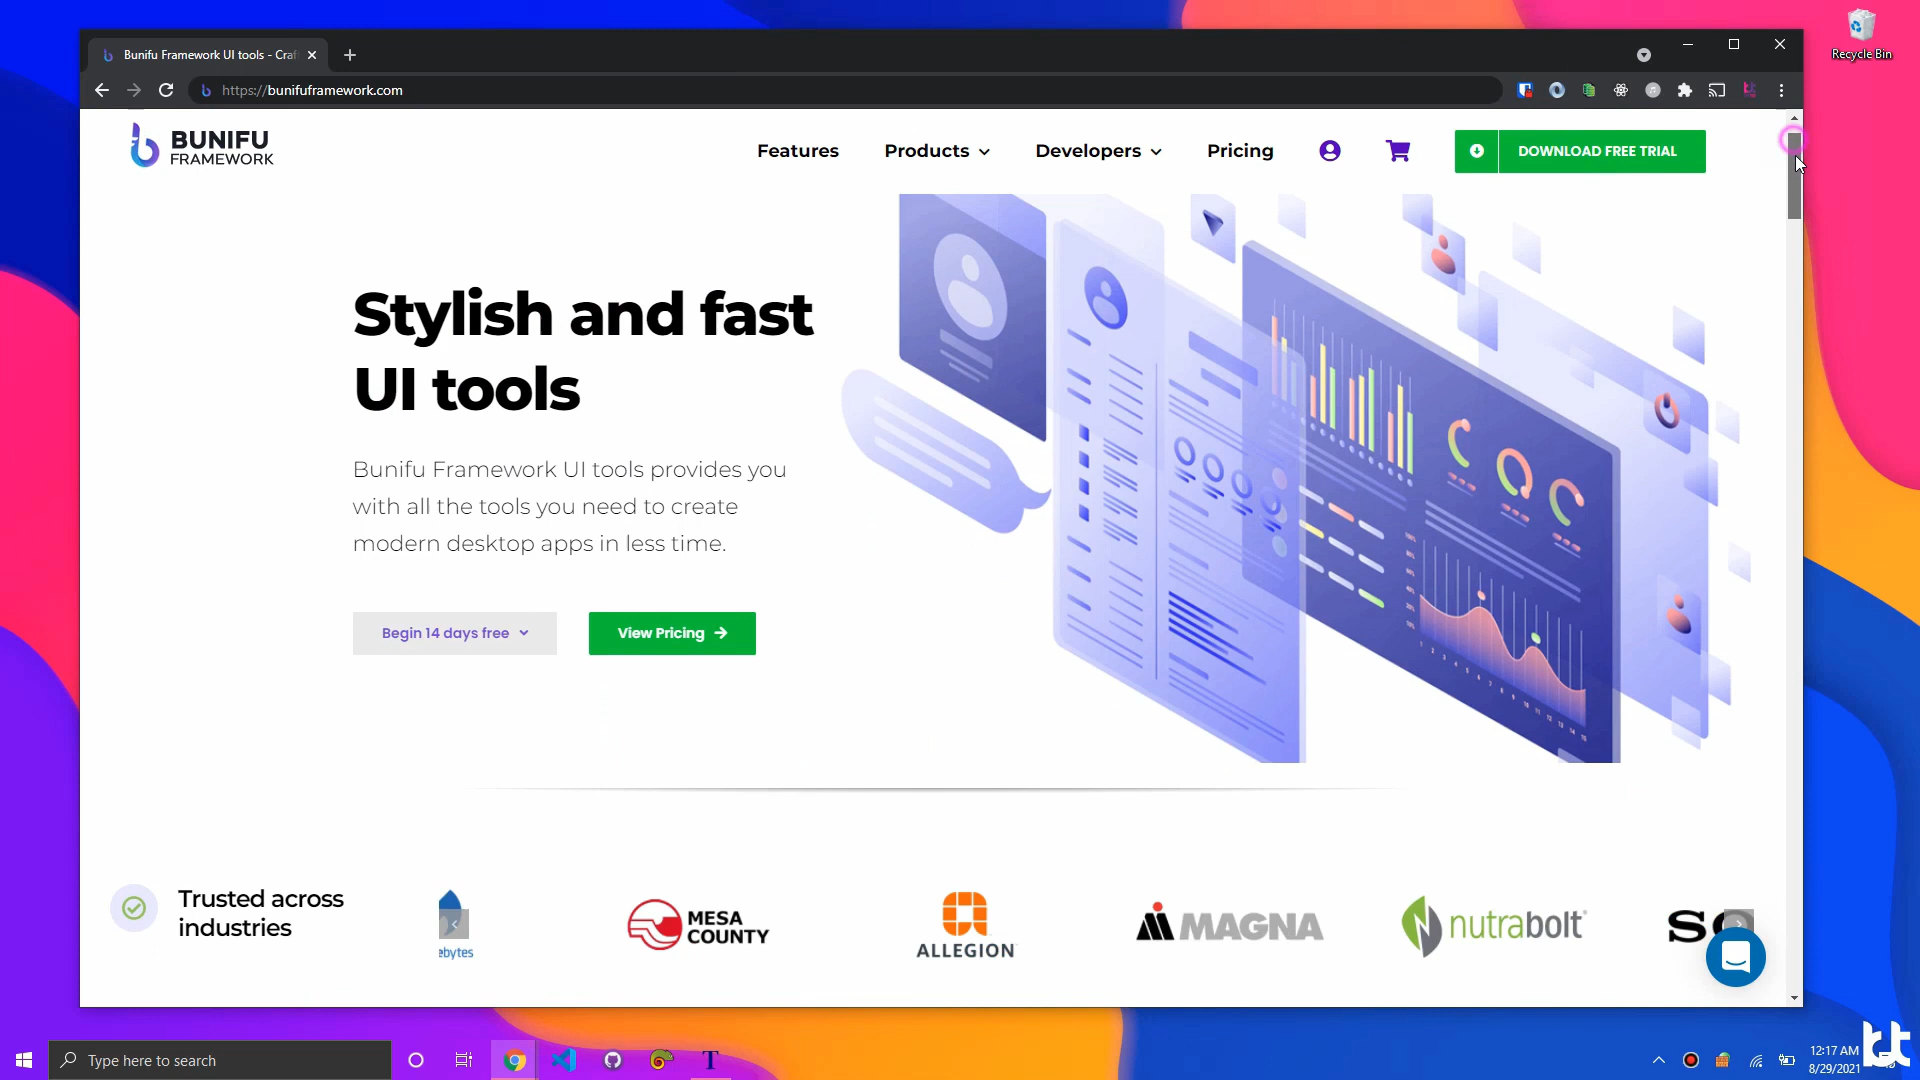 Bunifu Framework UI tools - Craf
Recycle Bin
https://bunifuframework.com
BUNIFU
FRAMEWORK
Features
Products
Developers
Pricing
DOWNLOAD FREE TRIAL
Stylish and fast
UI tools
Bunifu Framework UI tools provides you
with all the tools you need to create
modern desktop apps in less time.
Begin 14 days free
View Pricing
Trusted across
industries
ebytes
MESA
COUNTY
ALLEGION
MAGNA
nutrabolt
Type here to search
12:17 AM
8/29/2021